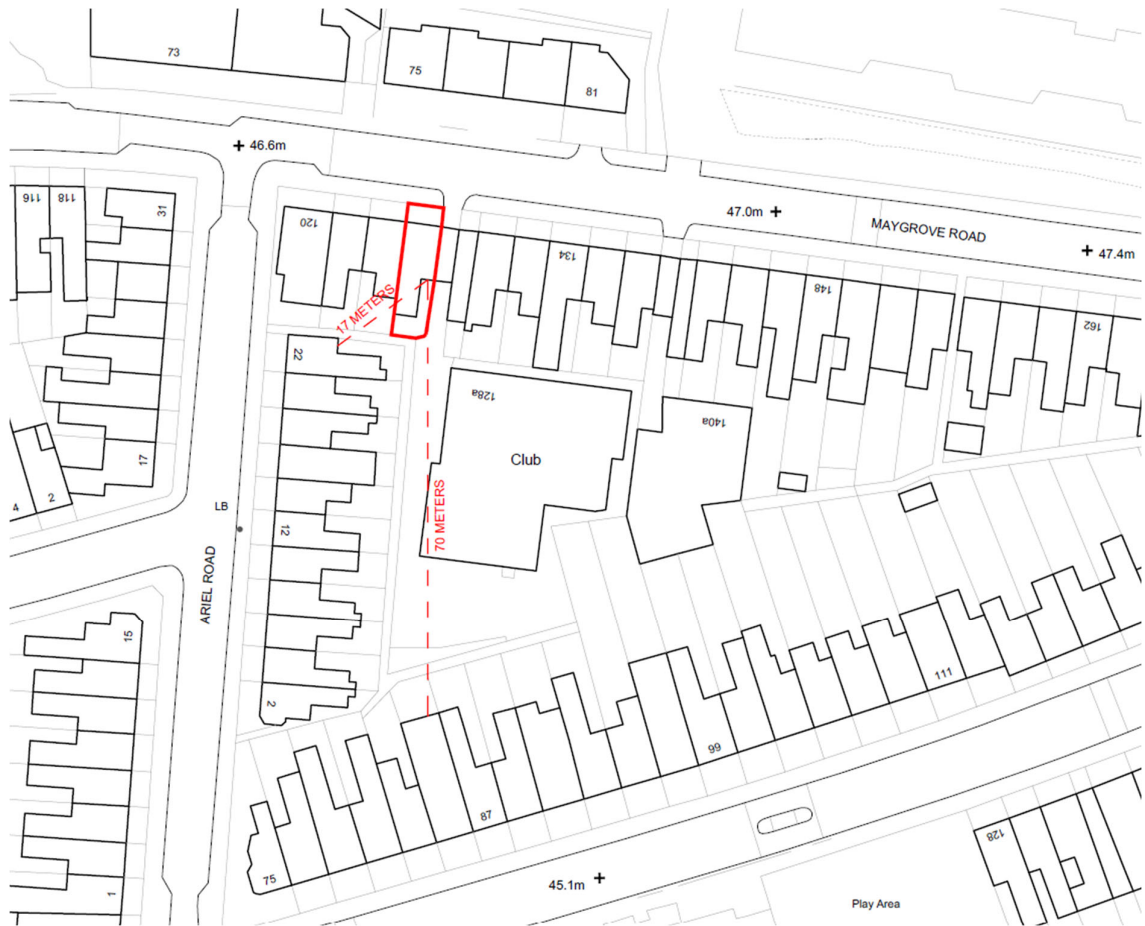 73
75
81
46.6m
116
118
31
120
134
47.0m
MAYGROVE ROAD
47.4m
148
162
17 METERS
22
128a
140a
Club
17
4
2
LB
12
70 METERS
ARIEL ROAD
15
2
111
99
87
75
1
45.1m
128
Play Area